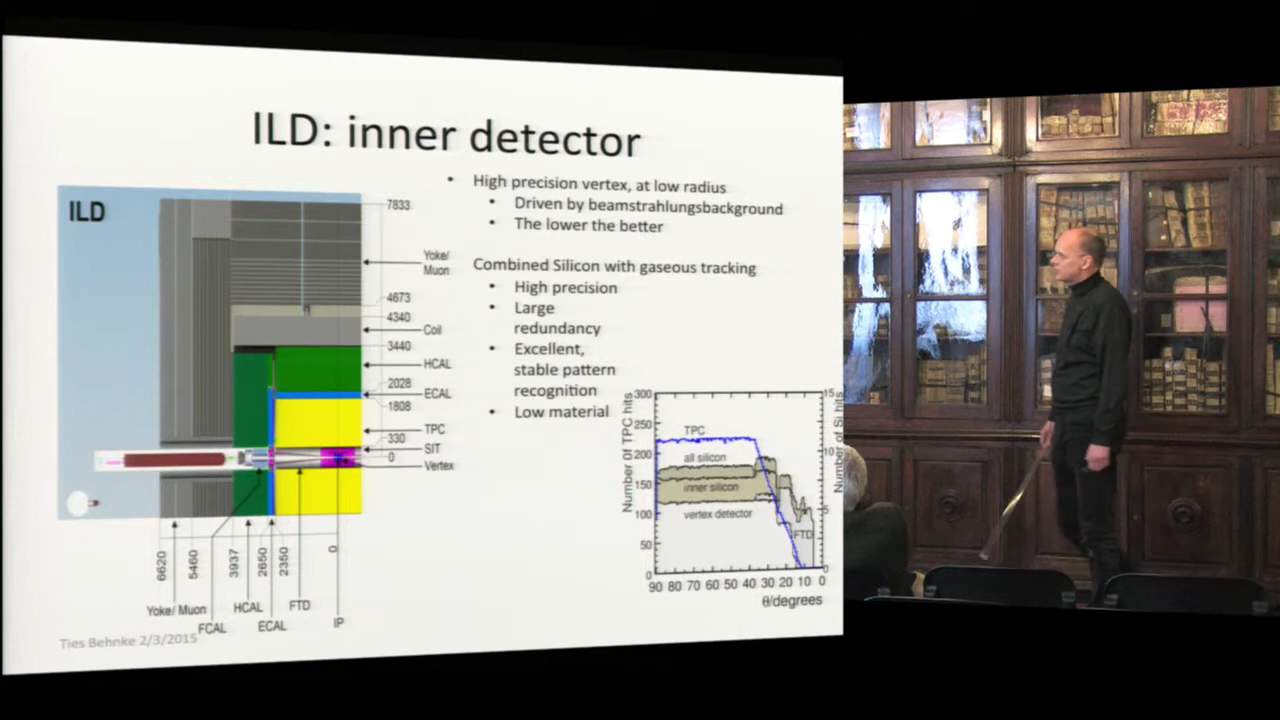 ILD: inner detector
• High precision vertex, at low radius
• Driven by beamstrahlungsbackground
• The lower the better
Combined Silicon with gaseous tracking
• High precision
• Large
redundancy
• Excellent,
stable pattern
recognition
• Low material
ILD
7833
Yoke/
Muon
4673
4340
Coil
3440
HCAL
2028
ECAL
1808
TPC
330
SIT
0
Vertex
6620
5460
3937
2650
2350
0
Yoke/ Muon
HCAL
FTD
FCAL
ECAL
IP
Number of TPC hits
300
250
200
150
100
50
0
TPC
all silicon
inner silicon
vertex detector
FTD
15
10
5
0
Number of Si hits
90 80 70 60 50 40 30 20 10 0
θ/degrees
Ties Behnke 2/3/2015